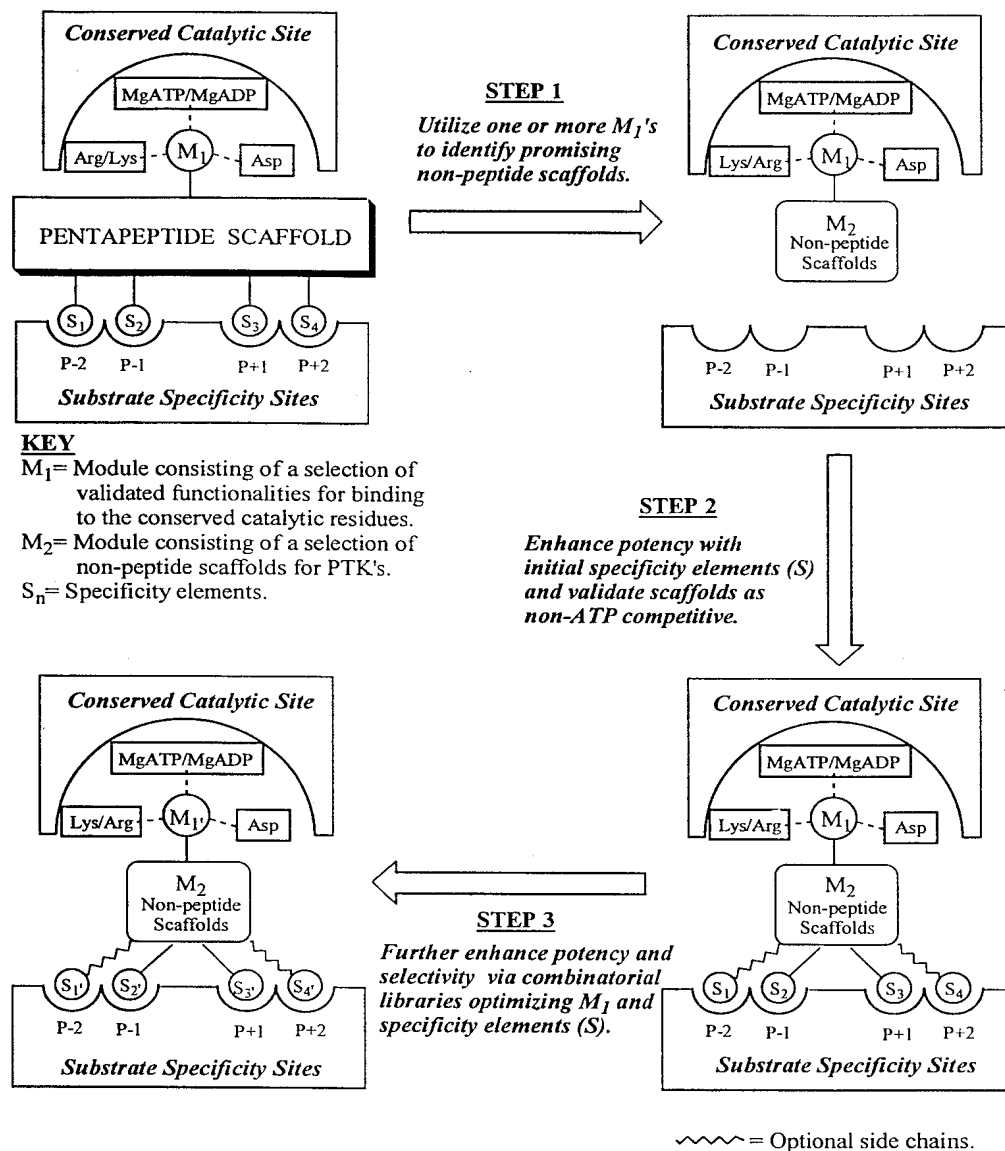 Conserved Catalytic Site
MgATP/MgADP
Arg/Lys
M1
Asp
PENTAPEPTIDE SCAFFOLD
S1
S2
S3
S4
P-2
P-1
P+1
P+2
Substrate Specificity Sites
KEY
M1= Module consisting of a selection of
validated functionalities for binding
to the conserved catalytic residues.
M2= Module consisting of a selection of
non-peptide scaffolds for PTK's.
Sn= Specificity elements.
STEP 1
Utilize one or more M1's
to identify promising
non-peptide scaffolds.
Conserved Catalytic Site
MgATP/MgADP
Lys/Arg
M1
Asp
M2
Non-peptide
Scaffolds
P-2
P-1
P+1
P+2
Substrate Specificity Sites
STEP 2
Enhance potency with
initial specificity elements (S)
and validate scaffolds as
non-ATP competitive.
Conserved Catalytic Site
MgATP/MgADP
Lys/Arg
M1
Asp
M2
Non-peptide
Scaffolds
S1
S2
S3
S4
P-2
P-1
P+1
P+2
Substrate Specificity Sites
STEP 3
Further enhance potency and
selectivity via combinatorial
libraries optimizing M1 and
specificity elements (S).
Conserved Catalytic Site
MgATP/MgADP
Lys/Arg
M1'
Asp
M2
Non-peptide
Scaffolds
S1'
S2'
S3'
S4'
P-2
P-1
P+1
P+2
Substrate Specificity Sites
= Optional side chains.